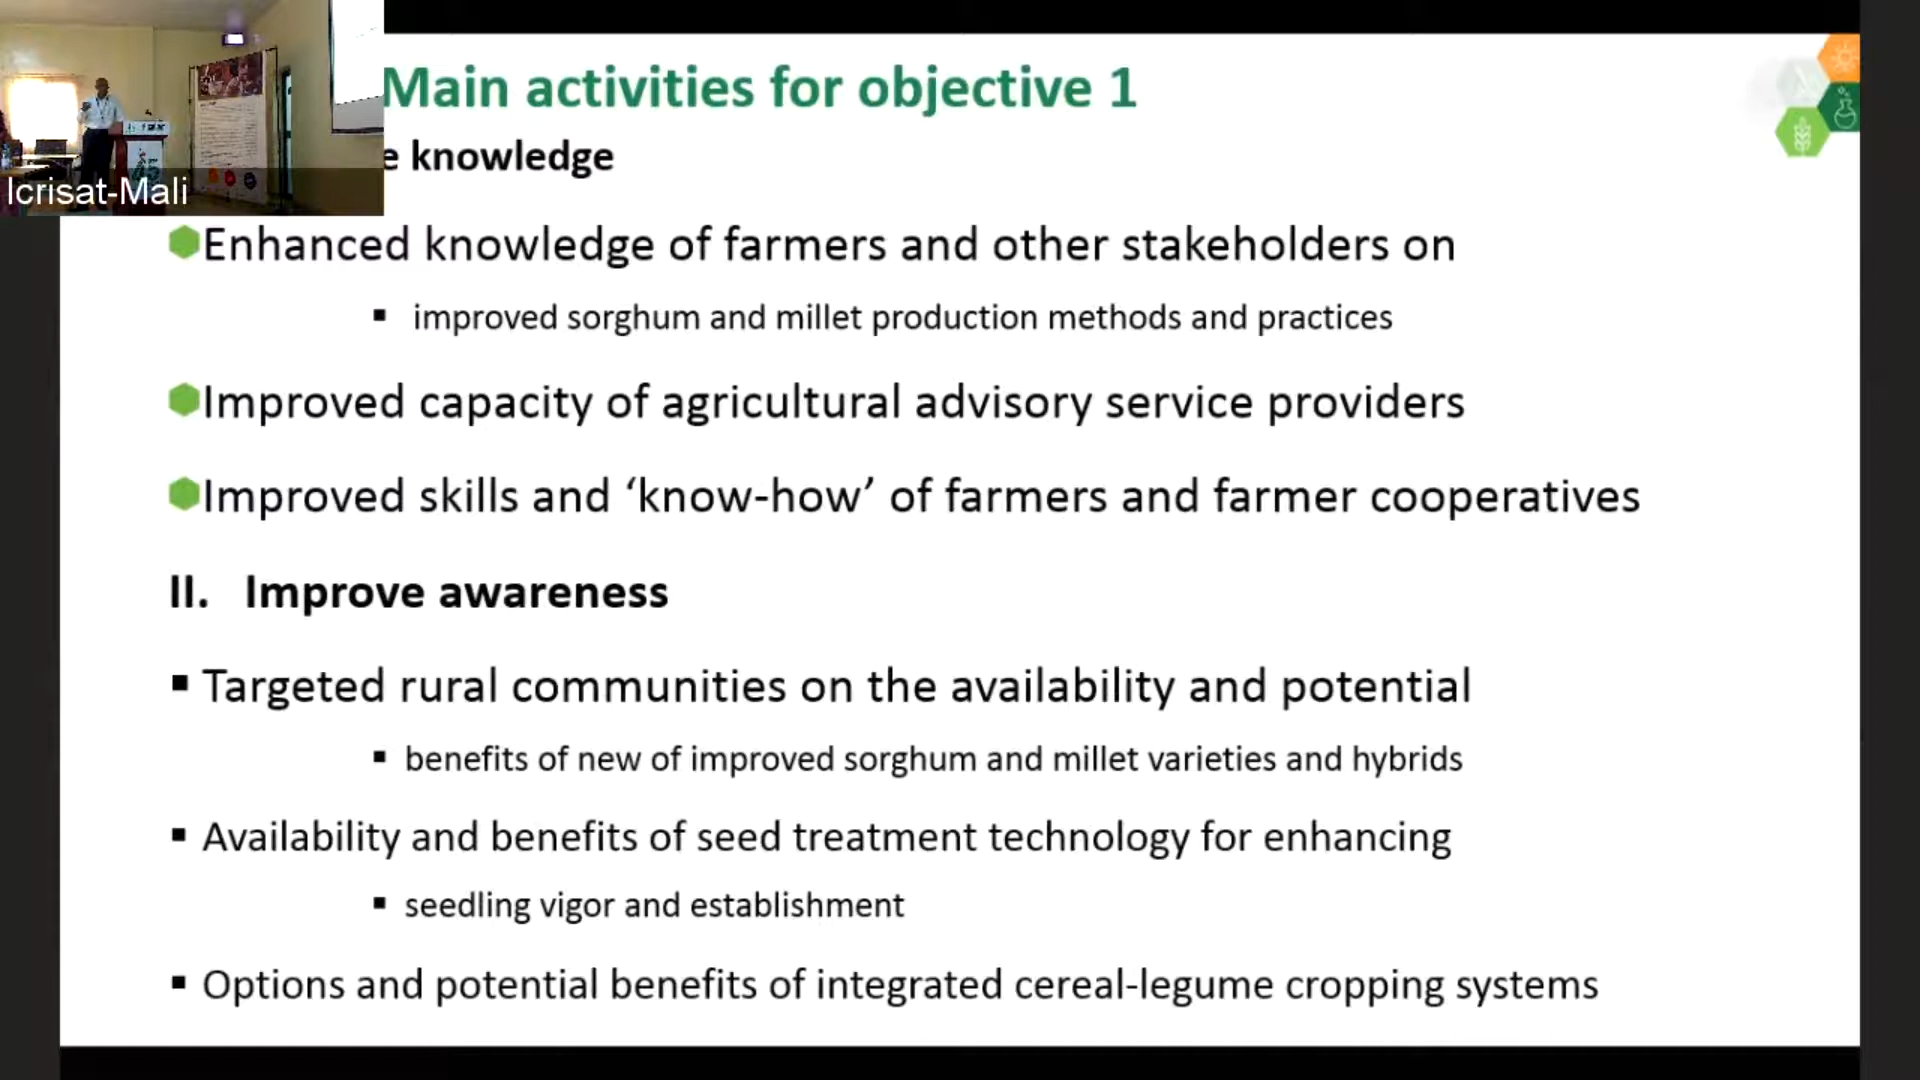 Main activities for objective 1
e knowledge
Icrisat-Mali
Enhanced knowledge of farmers and other stakeholders on
▪ improved sorghum and millet production methods and practices
Improved capacity of agricultural advisory service providers
Improved skills and ‘know-how’ of farmers and farmer cooperatives
II. Improve awareness
▪ Targeted rural communities on the availability and potential
▪ benefits of new of improved sorghum and millet varieties and hybrids
▪ Availability and benefits of seed treatment technology for enhancing
▪ seedling vigor and establishment
▪ Options and potential benefits of integrated cereal-legume cropping systems